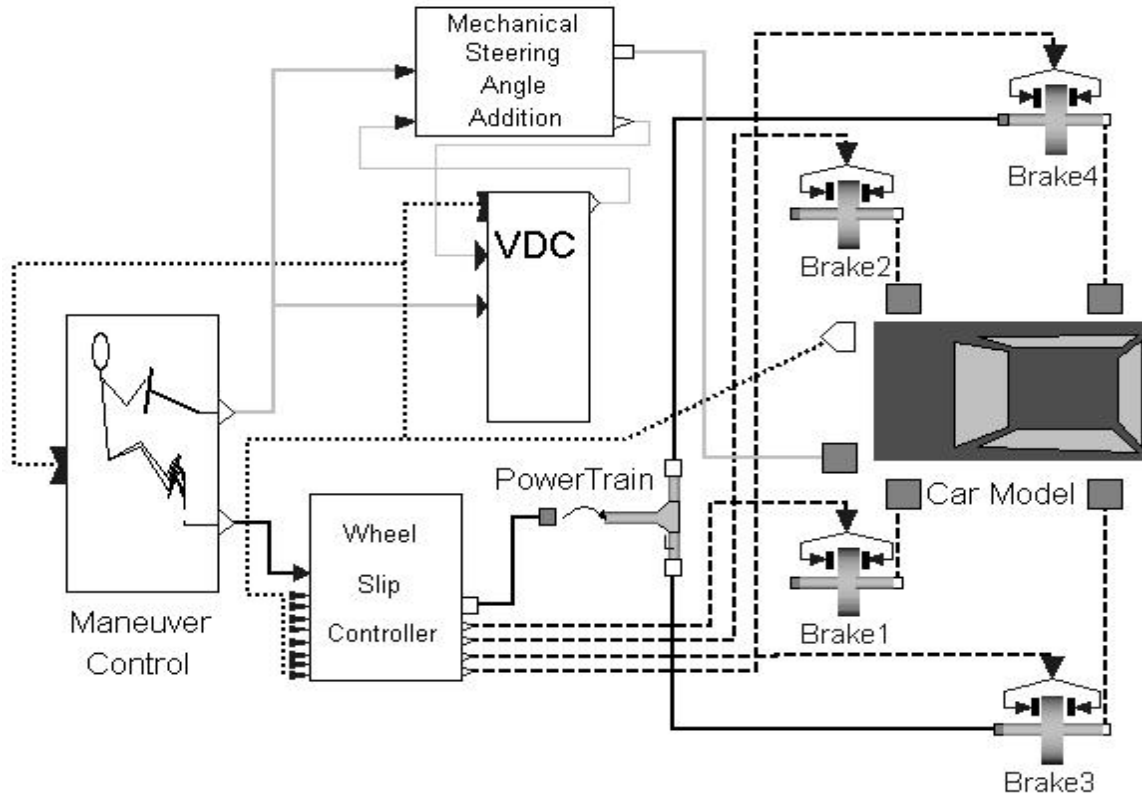 Mechanical
Steering
Angle
Addition
Brake4
VDC
Brake2
PowerTrain
Car Model
Wheel
Slip
Controller
Maneuver
Control
Brake1
Brake3